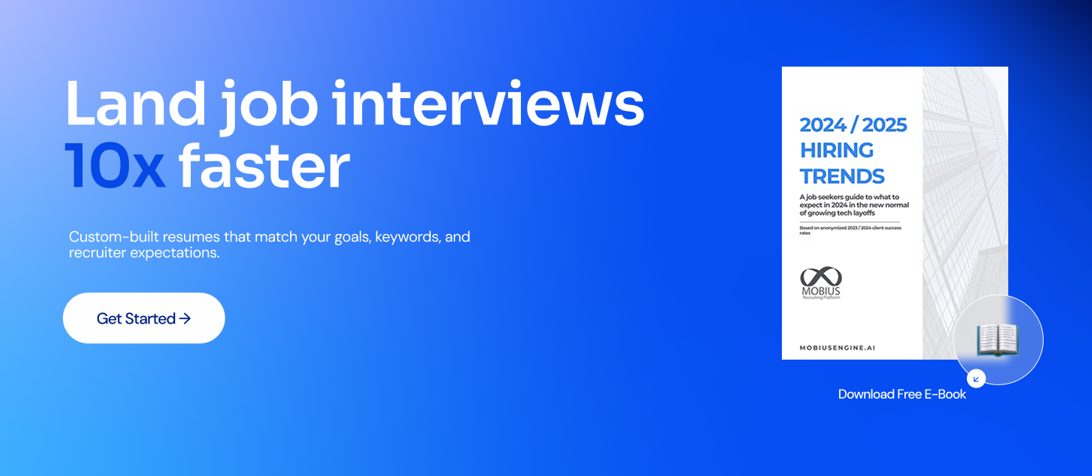 Land job interviews
10x faster
Custom-built resumes that match your goals, keywords, and
recruiter expectations.
Get Started →
2024 / 2025
HIRING
TRENDS
A job seekers guide to what to
expect in 2024 in the new normal
of growing tech layoffs
Based on anonymized 2023 / 2024 client success
rates
MOBIUS
Recruiting Platform
MOBIUSENGINE.AI
Download Free E-Book